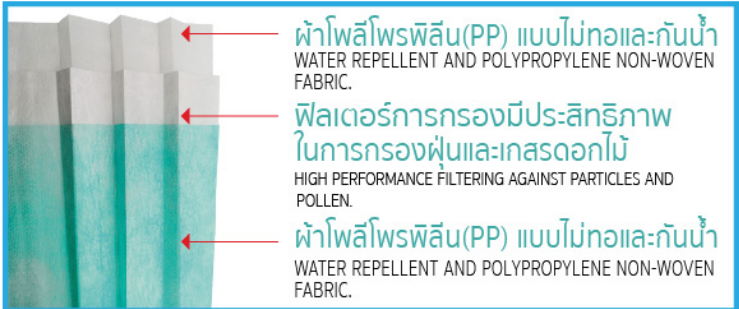 ผ้าโพลีโพรพิลีน(PP) แบบไม่ทอและกันน้ำ
WATER REPELLENT AND POLYPROPYLENE NON-WOVEN
FABRIC.
ฟิลเตอร์การกรองมีประสิทธิภาพ
ในการกรองฝุ่นและเกสรดอกไม้
HIGH PERFORMANCE FILTERING AGAINST PARTICLES AND
POLLEN.
ผ้าโพลีโพรพิลีน(PP) แบบไม่ทอและกันน้ำ
WATER REPELLENT AND POLYPROPYLENE NON-WOVEN
FABRIC.